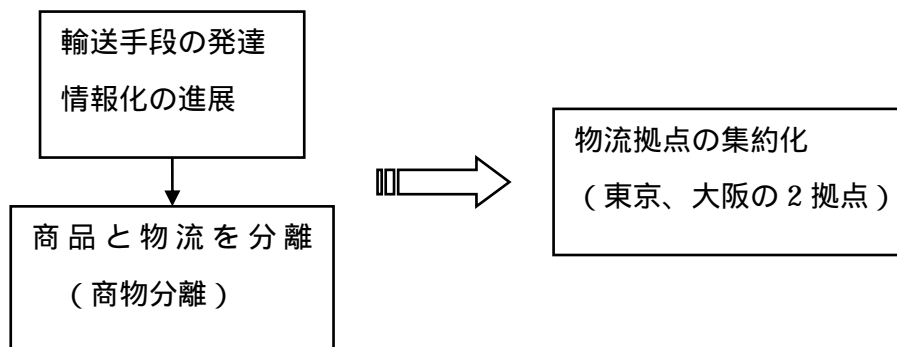 輸送手段の発達
情報化の進展
商品と物流を分離
（商物分離）
物流拠点の集約化
（東京、大阪の２拠点）